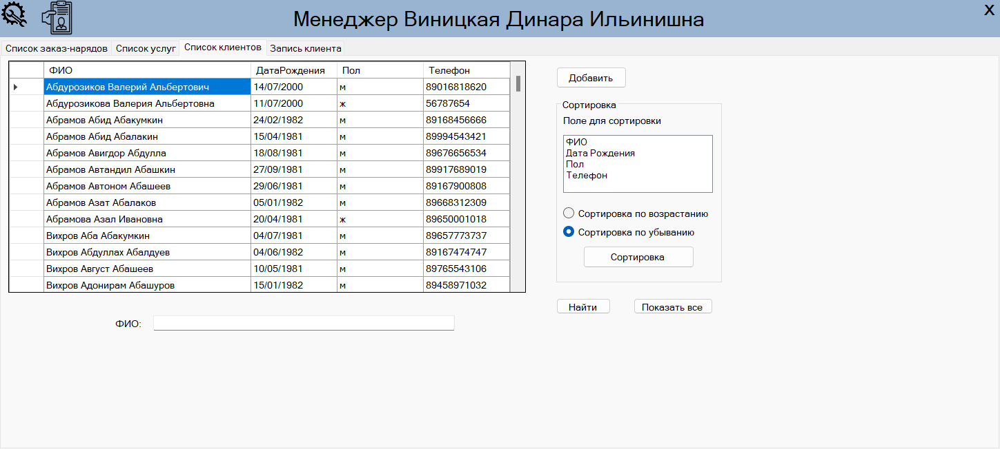 Менеджер Виницкая Динара Ильинишна
X
Список заказ-нарядов Список услуг Список клиентов Запись клиента
ФИО ДатаРождения Пол Телефон
Абдурозиков Валерий Альбертович 14/07/2000 м 89016818620
Абдурозикова Валерия Альбертовна 11/07/2000 ж 56787654
Абрамов Абид Абакумкин 24/02/1982 м 89168456666
Абрамов Абид Абалакин 15/04/1981 м 89994543421
Абрамов Авигдор Абдулла 18/08/1981 м 89676656534
Абрамов Автандил Абашкин 27/09/1981 м 89917689019
Абрамов Автоном Абашеев 29/06/1981 м 89167900808
Абрамов Азат Абалаков 05/01/1982 м 89668312309
Абрамова Азал Ивановна 20/04/1981 ж 89650001018
Вихров Аба Абакумкин 04/07/1981 м 89657773737
Вихров Абдуллах Абалдуев 04/06/1982 м 89167474747
Вихров Август Абашеев 10/05/1981 м 89765543106
Вихров Адонирам Абашуров 15/01/1982 м 89458971032
ФИО:
Добавить
Сортировка
Поле для сортировки
ФИО
Дата Рождения
Пол
Телефон
Сортировка по возрастанию
Сортировка по убыванию
Сортировка
Найти Показать все